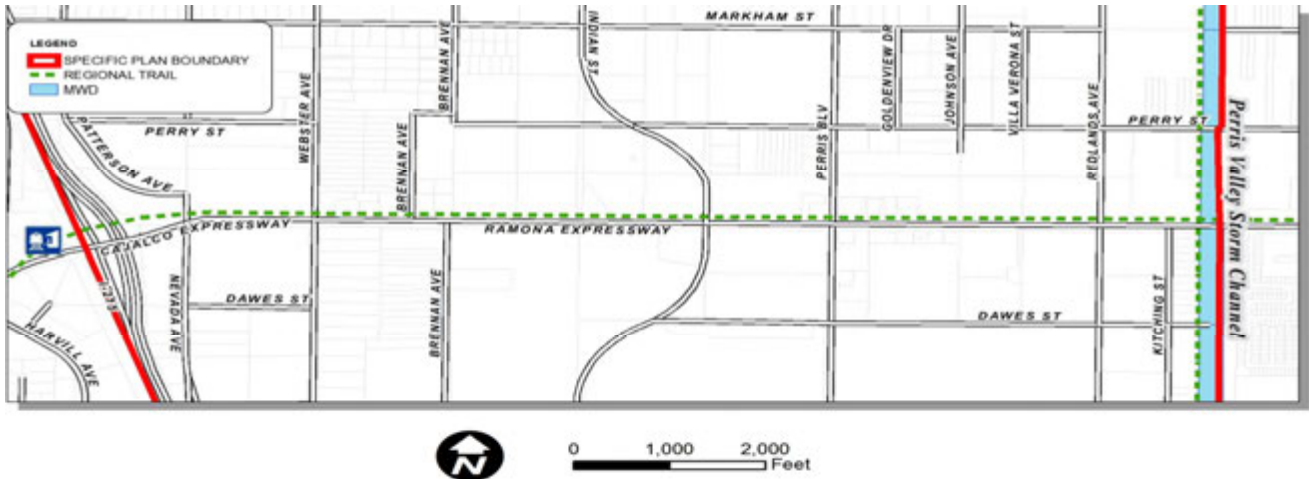 MARKHAM ST
LEGEND
SPECIFIC PLAN BOUNDARY
REGIONAL TRAIL
MWD
BRENNAN AVE
INDIAN ST
GOLDENVIEW DR
JOHNSON AVE
VILLA VERONA ST
WEBSTER AVE
PERRIS BLV
REDLANDS AVE
PERRY ST
PERRY ST
PATTERSON AVE
BRENNAN AVE
Perris Valley Storm Channel
CAJALCO EXPRESSWAY
RAMONA EXPRESSWAY
I-215
NEVADA AVE
DAWES ST
BRENNAN AVE
KITCHING ST
DAWES ST
HARVILL AVE
N
0 1,000 2,000
Feet